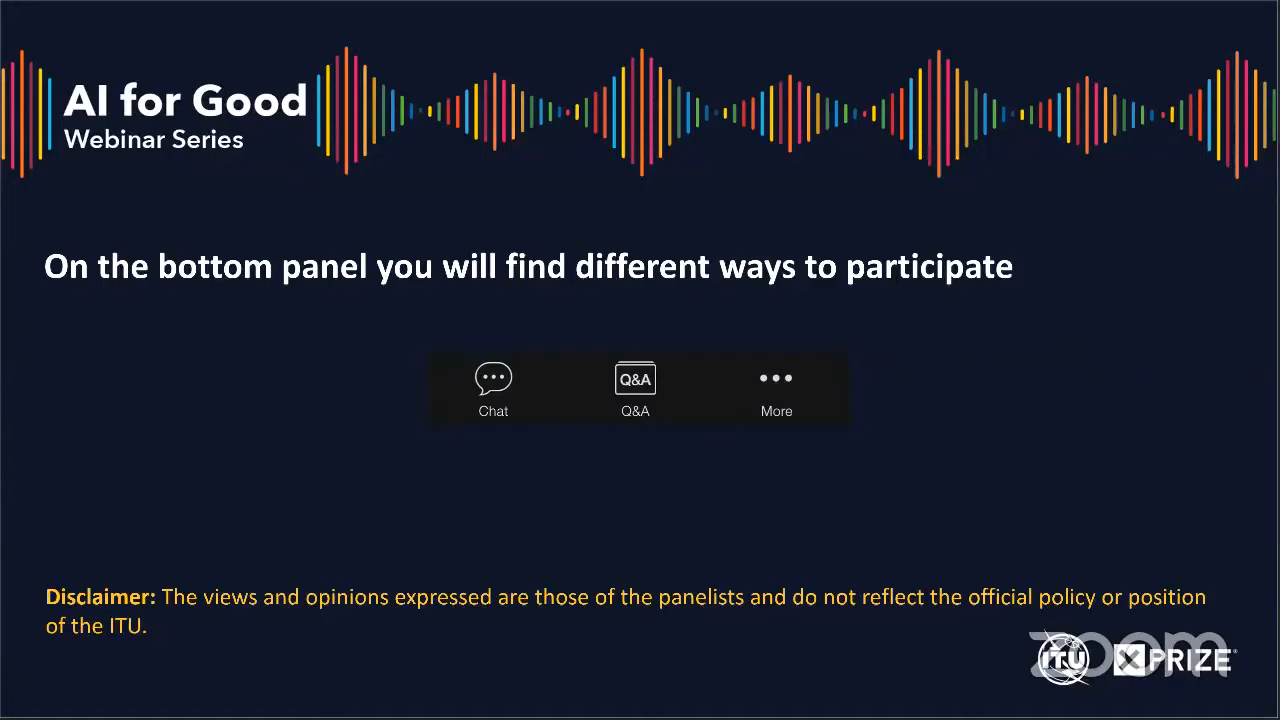 AI for Good
Webinar Series
On the bottom panel you will find different ways to participate
Q&A
Chat
Q&A
More
Disclaimer: The views and opinions expressed are those of the panelists and do not reflect the official policy or position
of the ITU.
zoom
ITU
XPRIZE